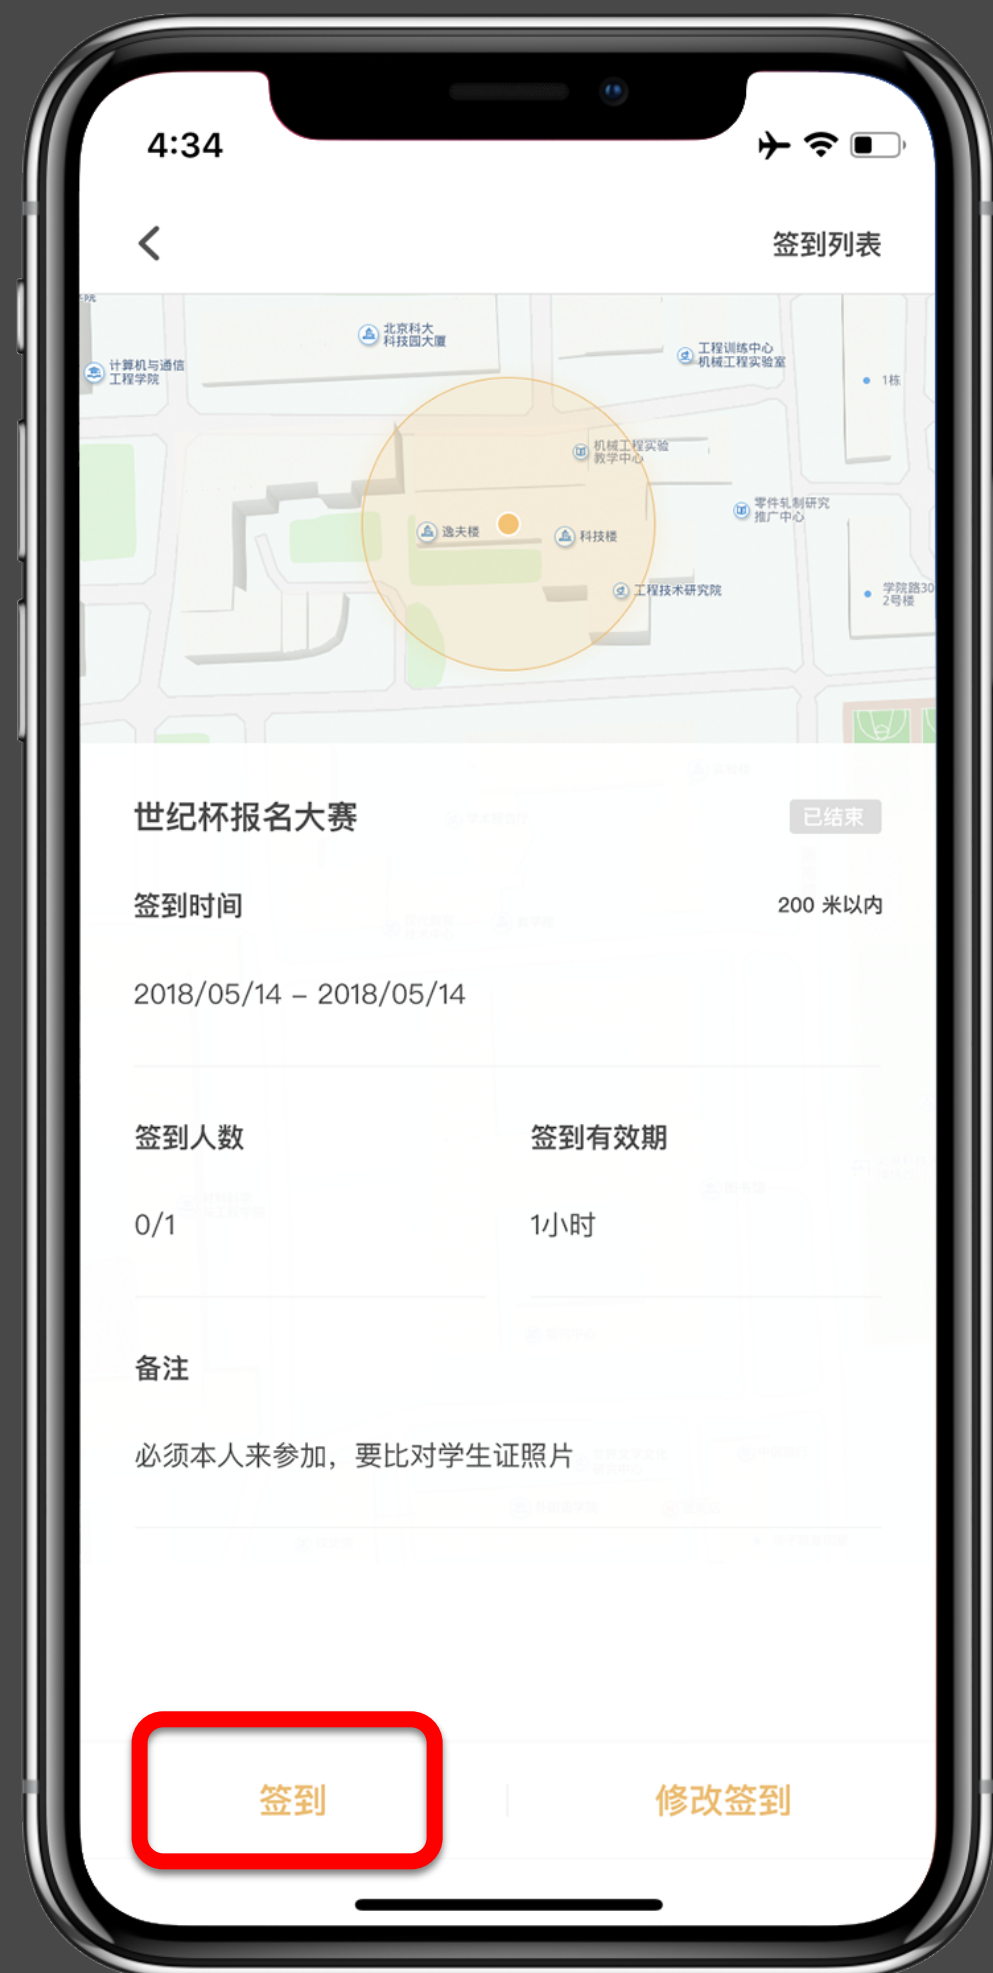 4:34
签到列表
院
北京科大
科技园大厦
工程训练中心
机械工程实验室
计算机与通信
工程学院
1栋
机械工程实验
教学中心
零件轧制研究
推广中心
逸夫楼
科技楼
工程技术研究院
学院路30
2号楼
世纪杯报名大赛
已结束
签到时间
200 米以内
2018/05/14 – 2018/05/14
签到人数
签到有效期
0/1
1小时
备注
必须本人来参加，要比对学生证照片
签到
修改签到